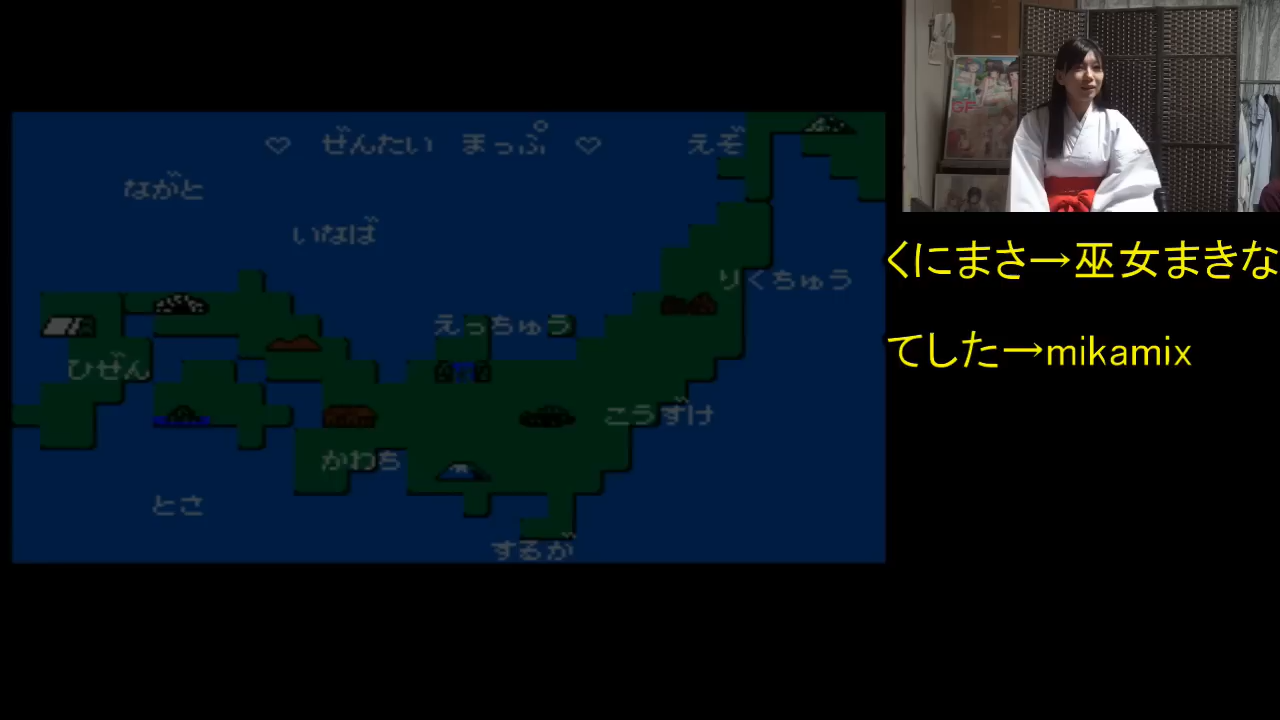 ♡ ぜんたい まっぷ ♡
えぞ
ながと
いなば
りくちゅう
えっちゅう
ひぜん
こうずけ
かわち
とさ
するが
GF
くにまさ→巫女まきな
てした→mikamix